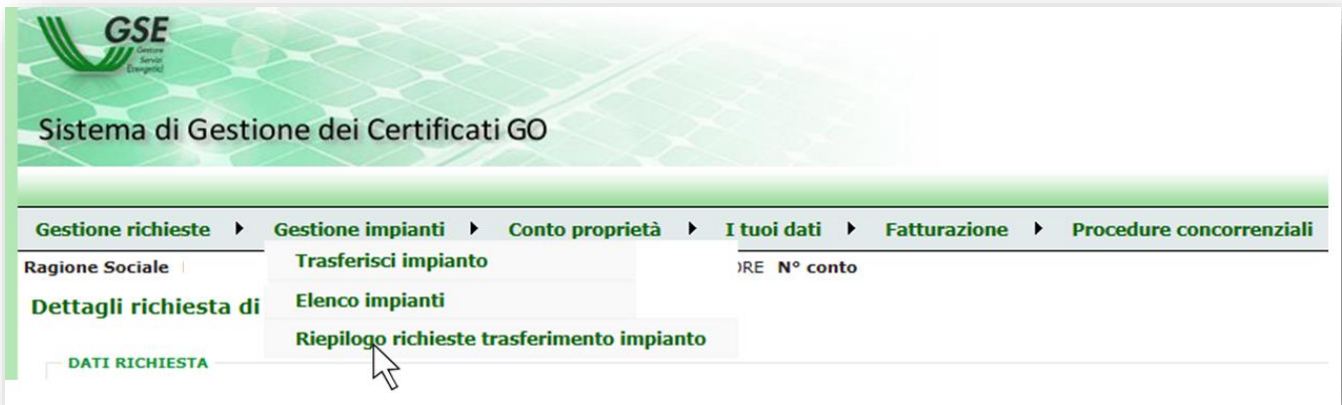 GSE
Gestore
Servizi
Energetici
Sistema di Gestione dei Certificati GO
Gestione richieste Gestione impianti Conto proprietà I tuoi dati Fatturazione Procedure concorrenziali
Ragione Sociale Trasferisci impianto ORE N° conto
Dettagli richiesta di Elenco impianti
Riepilogo richieste trasferimento impianto
DATI RICHIESTA